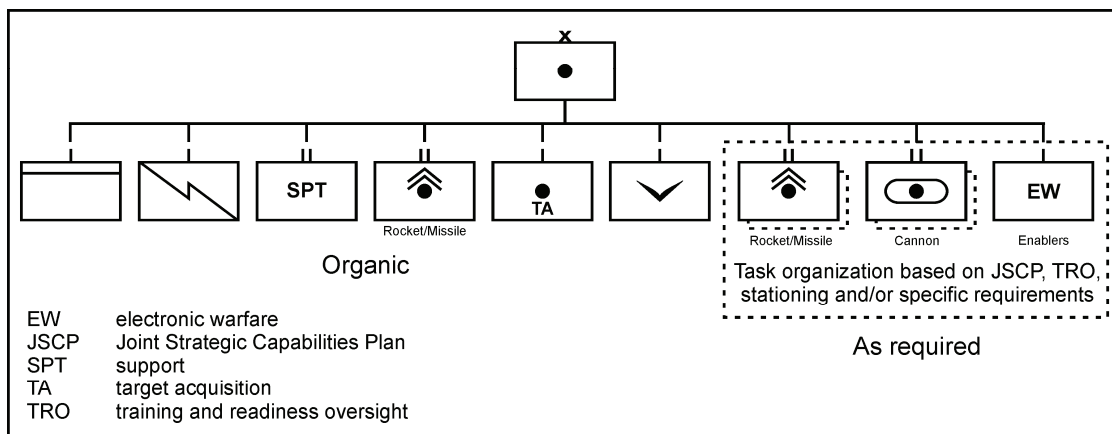 x
SPT
TA
EW
Rocket/Missile
Rocket/Missile
Cannon
Enablers
Organic
Task organization based on JSCP, TRO,
stationing and/or specific requirements
As required
EW electronic warfare
JSCP Joint Strategic Capabilities Plan
SPT support
TA target acquisition
TRO training and readiness oversight